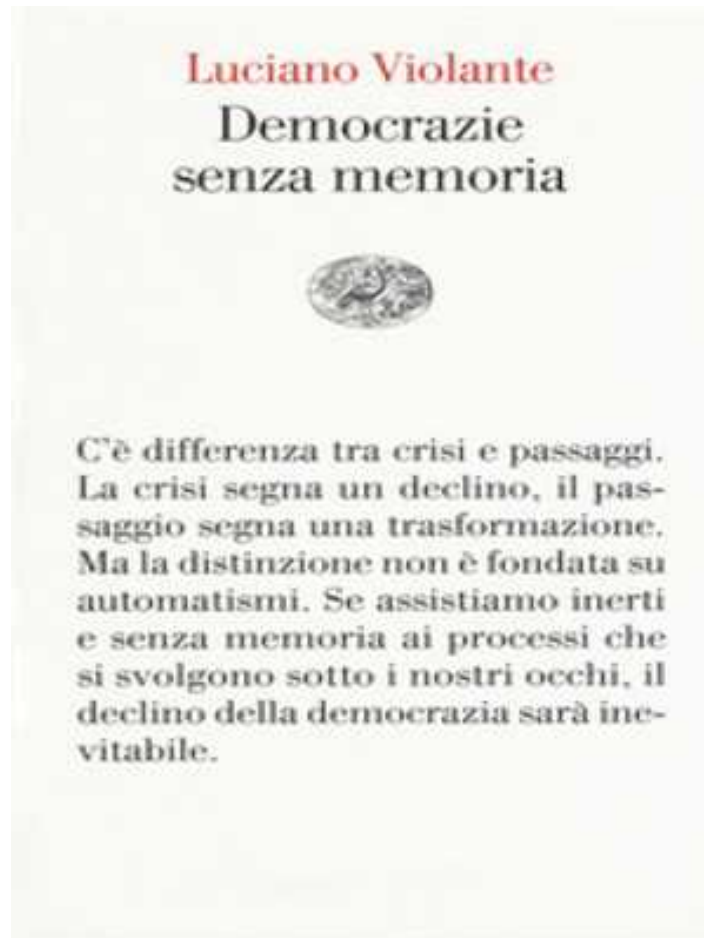 Luciano Violante
Democrazie
senza memoria
C'è differenza tra crisi e passaggi.
La crisi segna un declino, il pas-
saggio segna una trasformazione.
Ma la distinzione non è fondata su
automatismi. Se assistiamo inerti
e senza memoria ai processi che
si svolgono sotto i nostri occhi, il
declino della democrazia sarà ine-
vitabile.